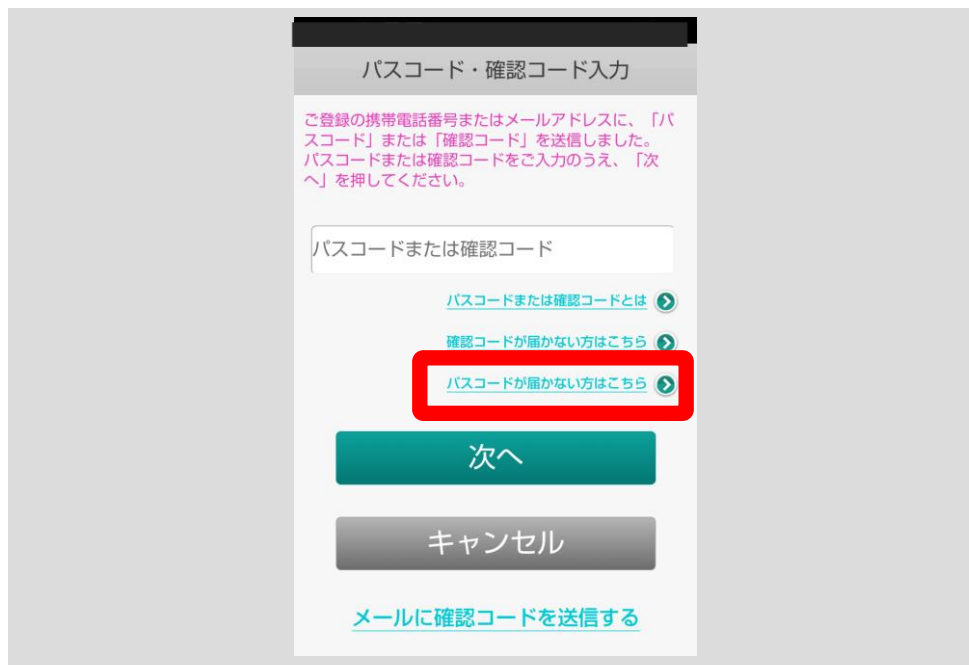 パスコード・確認コード入力
ご登録の携帯電話番号またはメールアドレスに、「パ
スコード」または「確認コード」を送信しました。
パスコードまたは確認コードをご入力のうえ、「次
へ」を押してください。
パスコードまたは確認コード
パスコードまたは確認コードとは
確認コードが届かない方はこちら
パスコードが届かない方はこちら
次へ
キャンセル
メールに確認コードを送信する